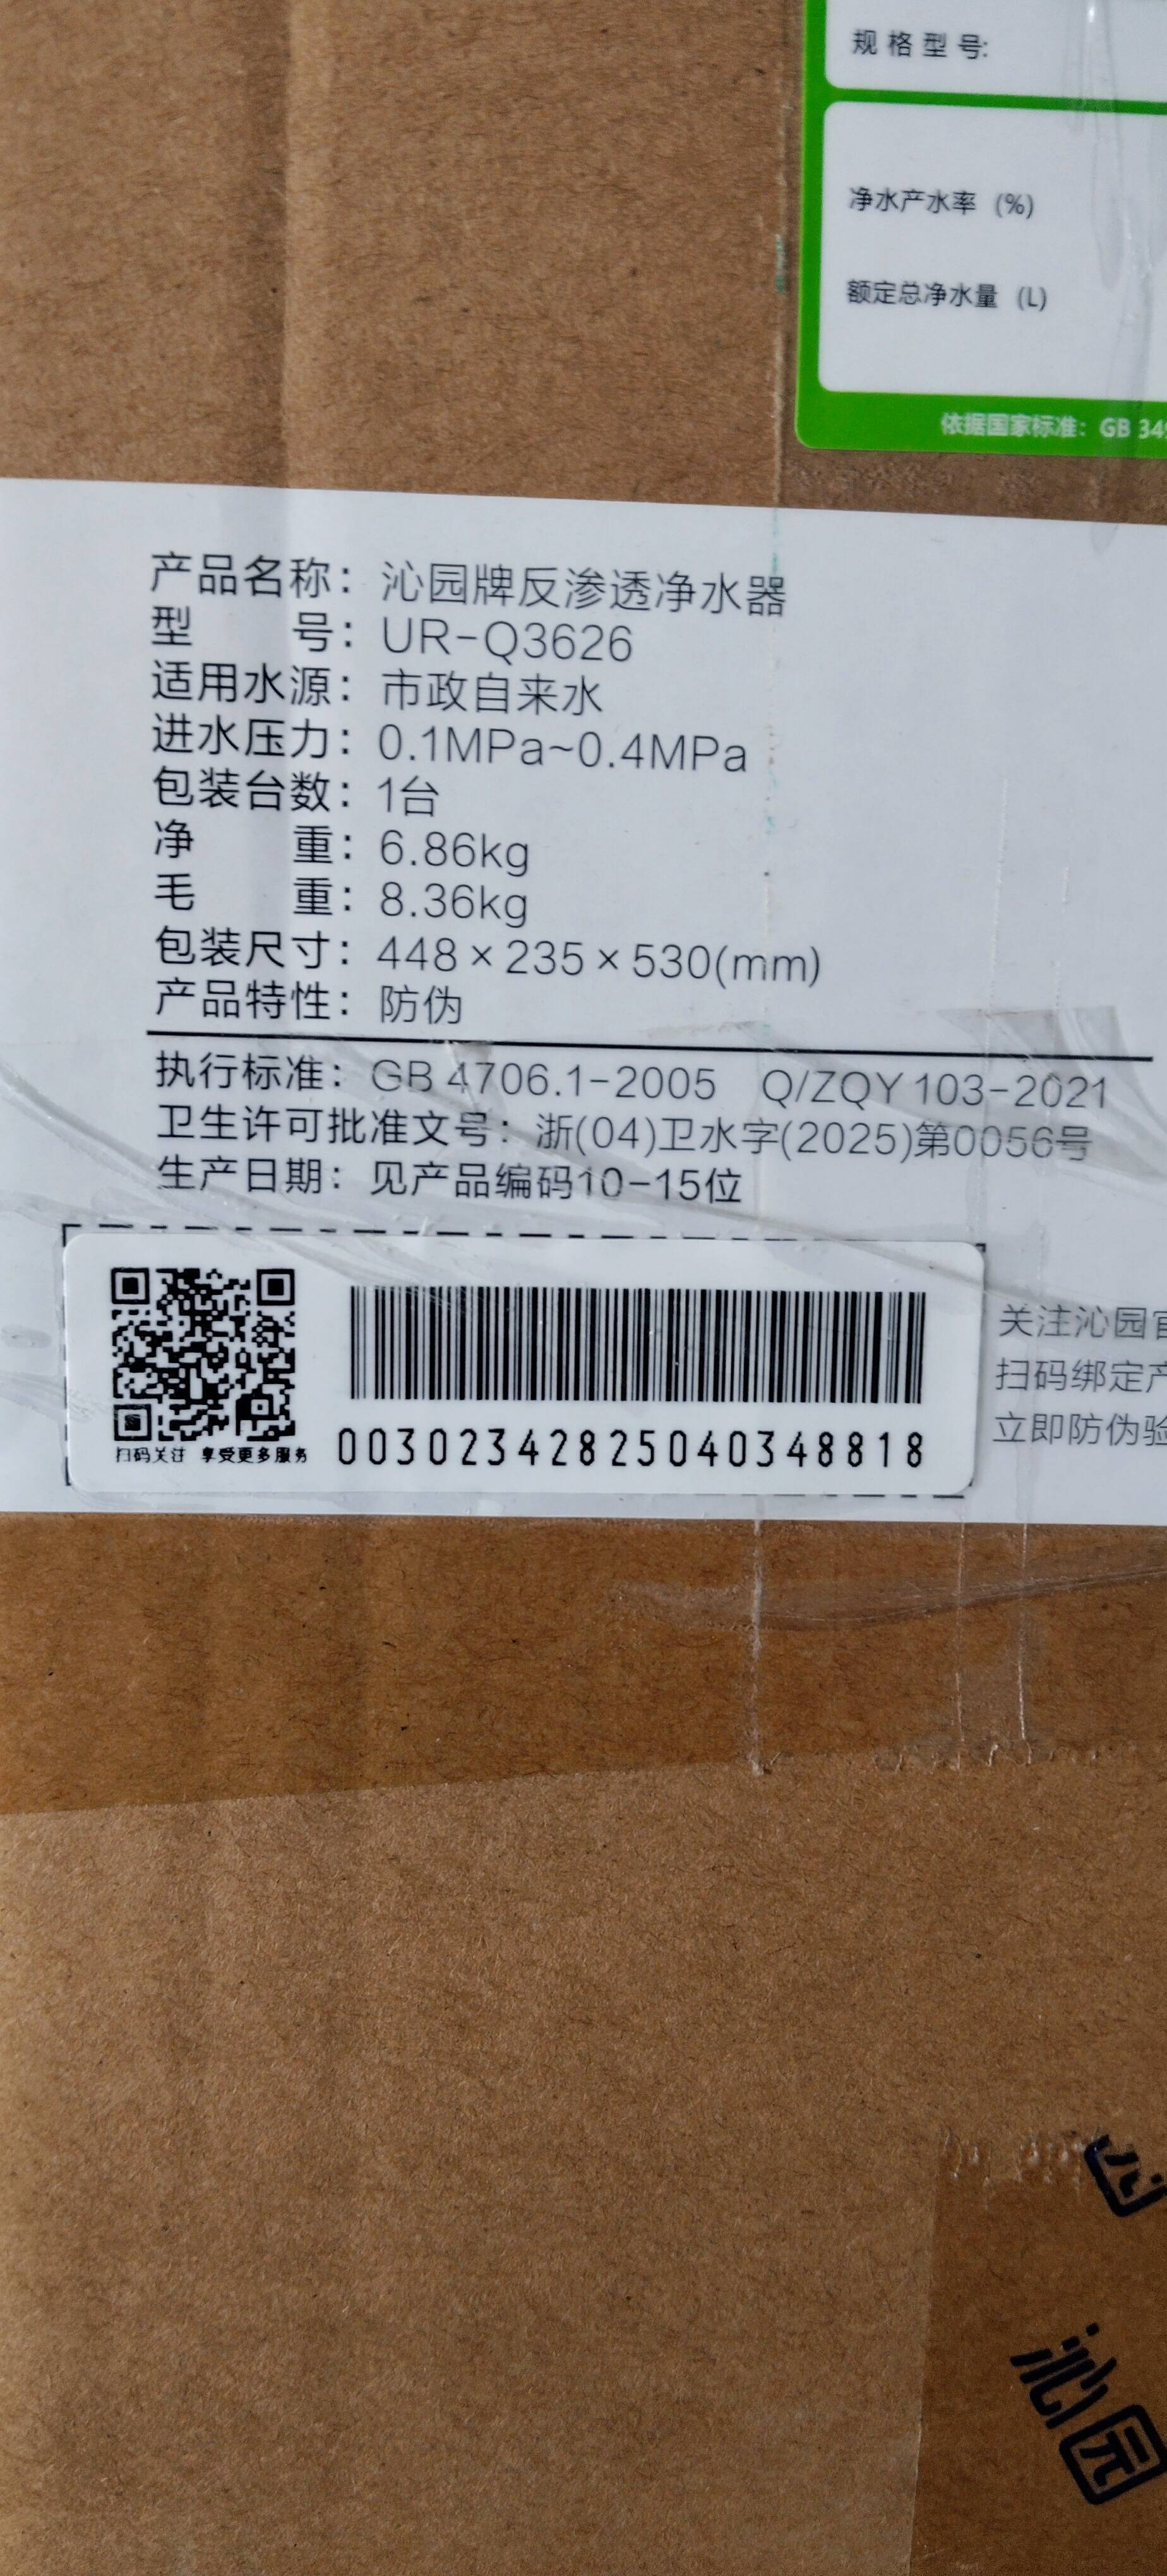 规格型号:
净水产水率 (%)
额定总净水量 (L)
依据国家标准：GB 34
产品名称：沁园牌反渗透净水器
型 号：UR-Q3626
适用水源：市政自来水
进水压力：0.1MPa~0.4MPa
包装台数：1台
净 重：6.86kg
毛 重：8.36kg
包装尺寸：448×235×530(mm)
产品特性：防伪
执行标准：GB 4706.1-2005 Q/ZQY 103-2021
卫生许可批准文号：浙(04)卫水字(2025)第0056号
生产日期：见产品编码10-15位
扫码关注 享受更多服务
00302342825040348818
关注沁园官
扫码绑定产
立即防伪验
沁园